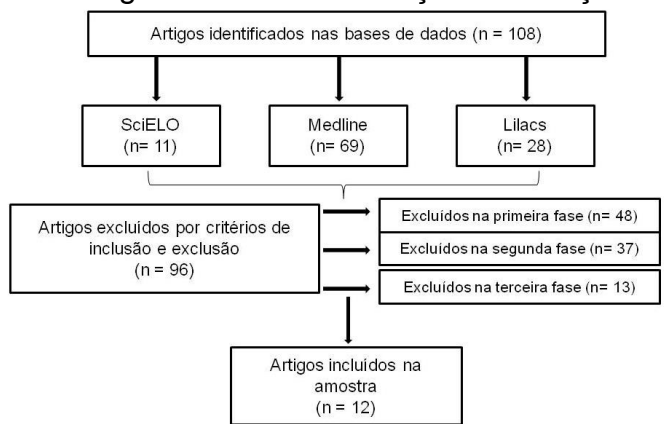 Artigos identificados nas bases de dados (n = 108)
SciELO
(n= 11)
Medline
(n= 69)
Lilacs
(n= 28)
Artigos excluídos por critérios de
inclusão e exclusão
(n = 96)
Excluídos na primeira fase (n= 48)
Excluídos na segunda fase (n= 37)
Excluídos na terceira fase (n= 13)
Artigos incluídos na
amostra
(n = 12)